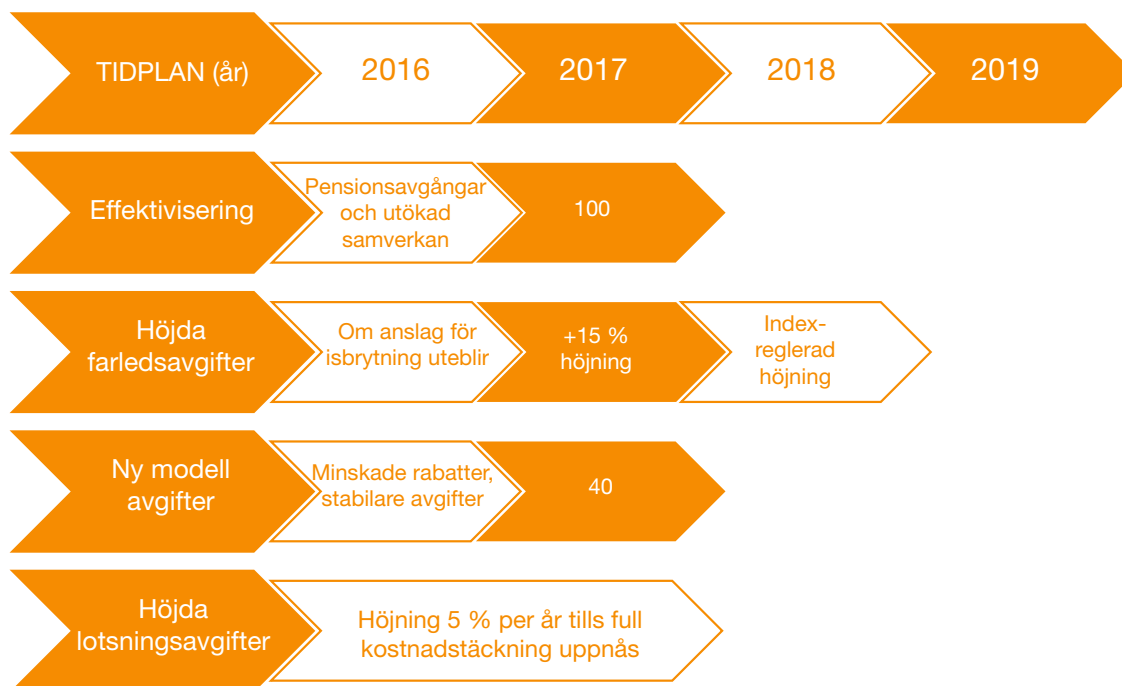 TIDPLAN (år)
2016
2017
2018
2019
Effektivisering
Pensionsavgångar
och utökad
samverkan
100
Höjda
farledsavgifter
Om anslag för
isbrytning uteblir
+15 %
höjning
Index-
reglerad
höjning
Ny modell
avgifter
Minskade rabatter,
stabilare avgifter
40
Höjda
lotsningsavgifter
Höjning 5 % per år tills full
kostnadstäckning uppnås